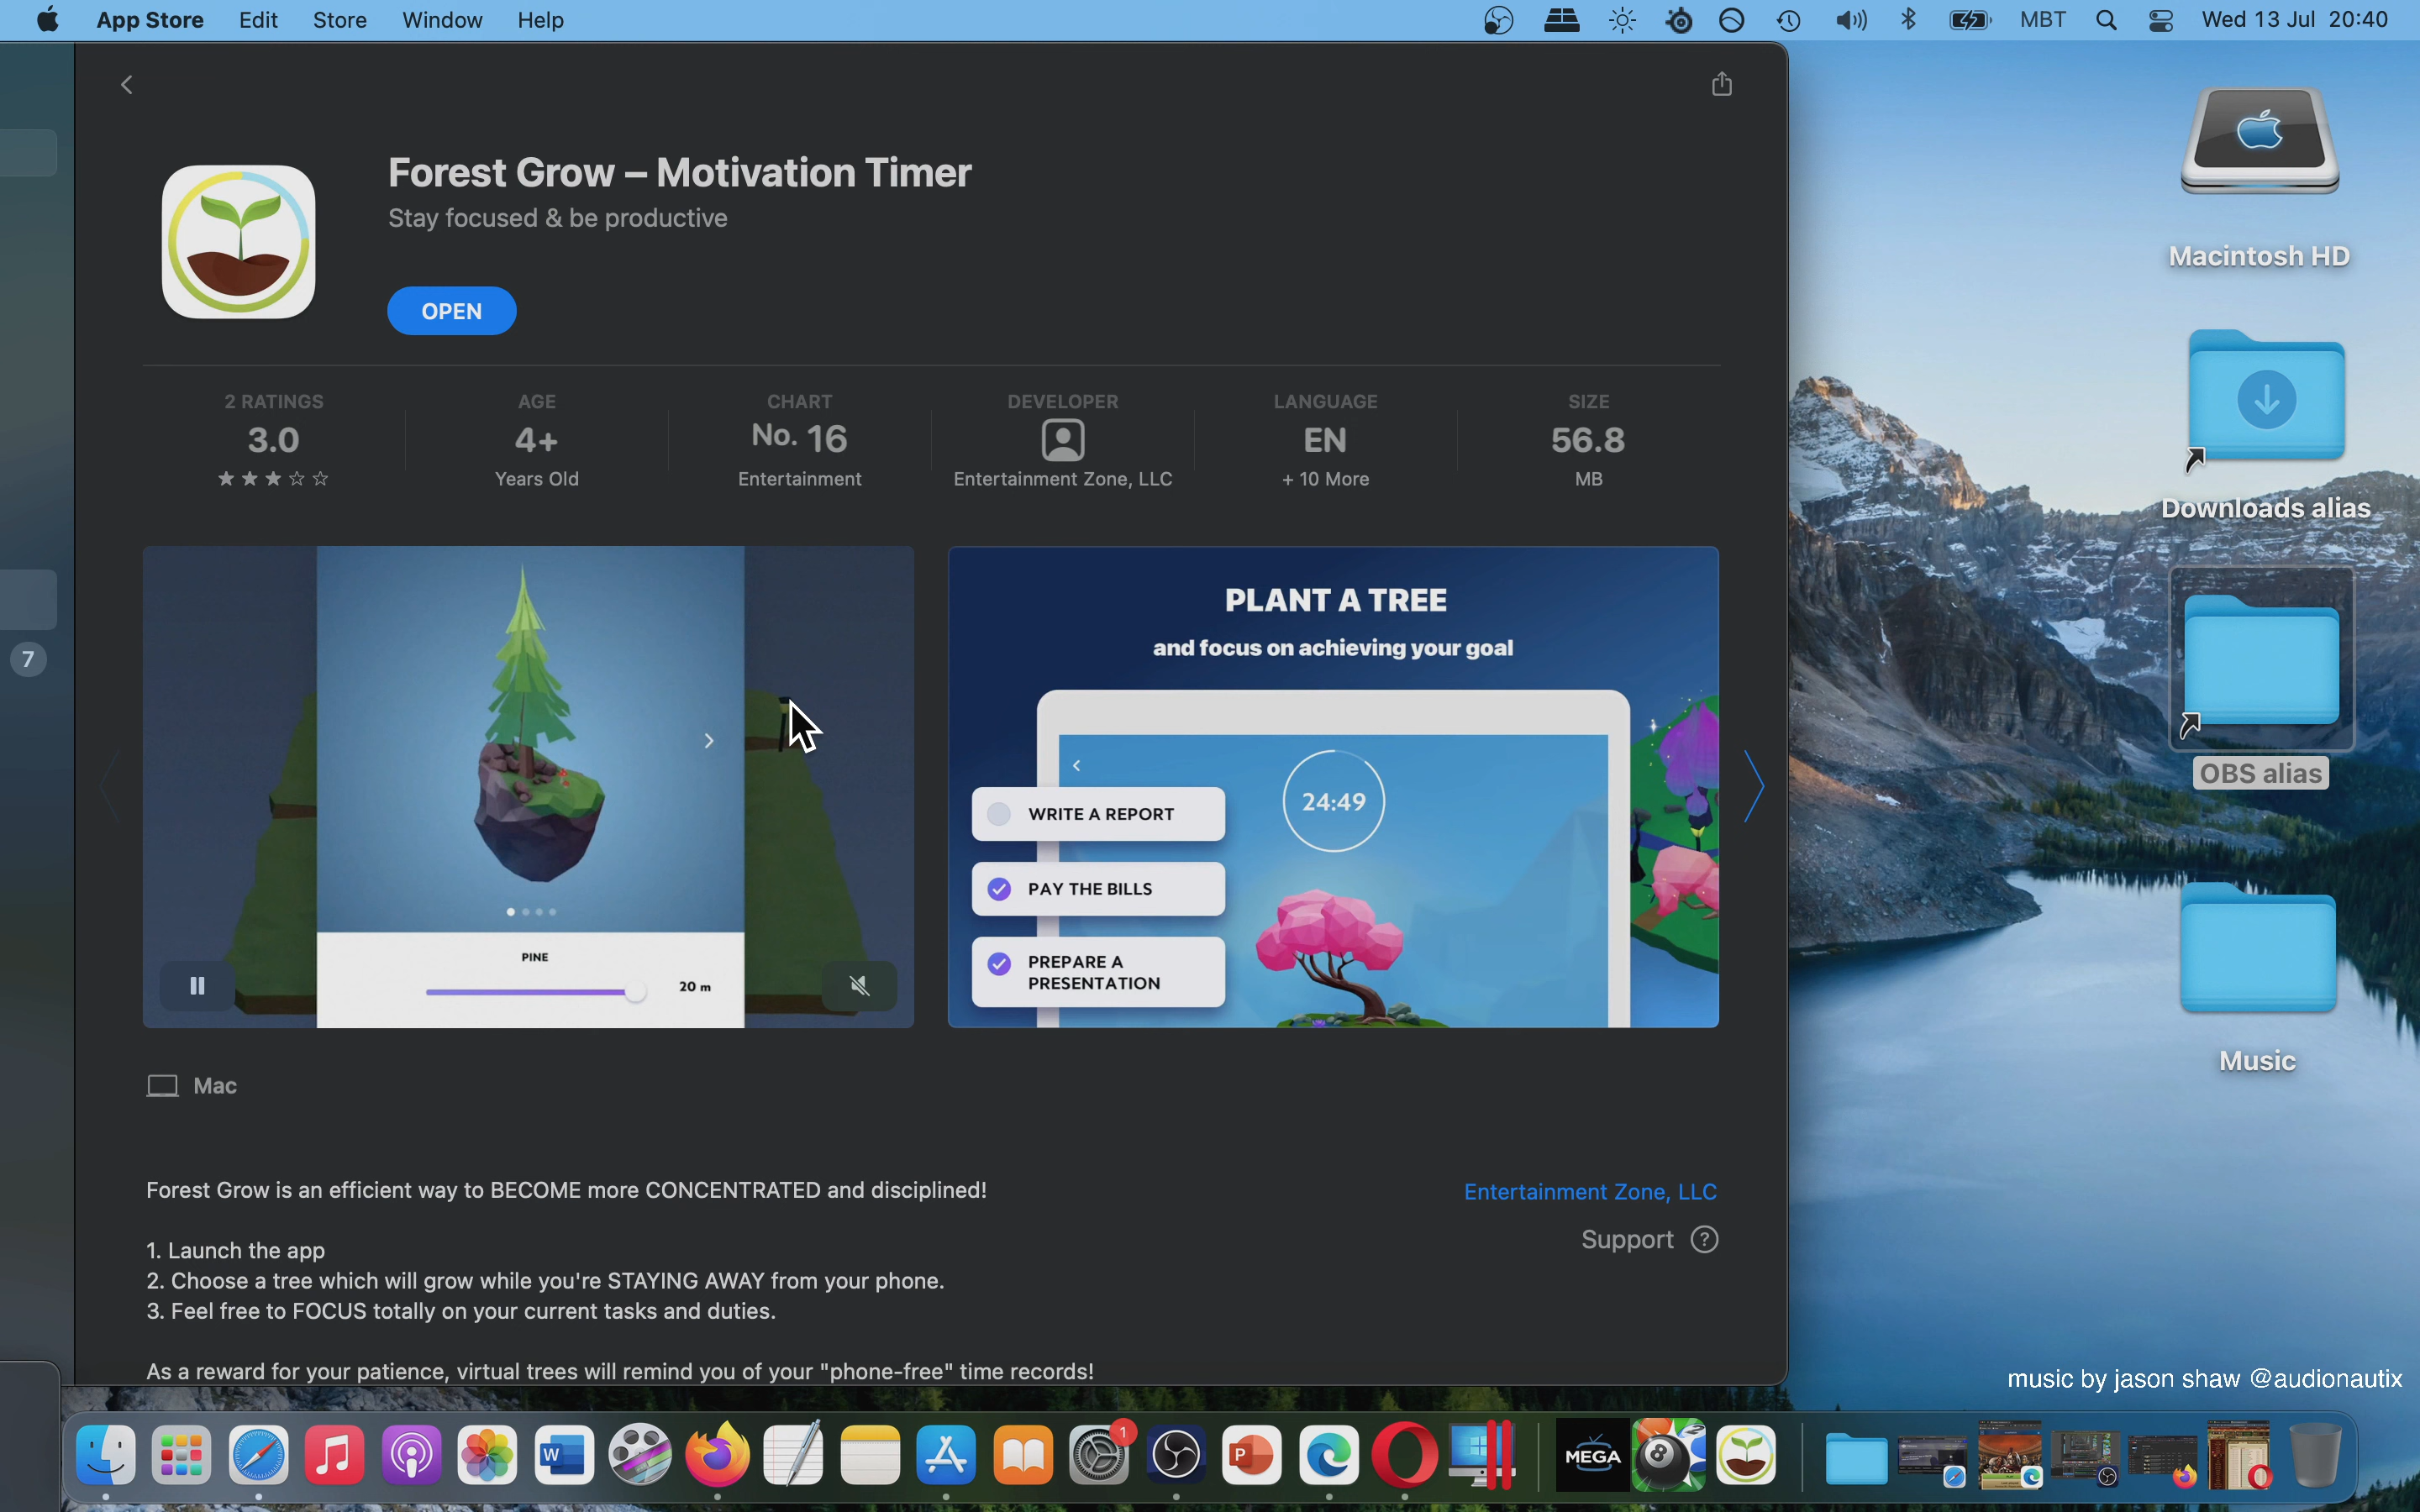 App Store Edit Store Window Help MBT Wed 13 Jul 20:40
Forest Grow – Motivation Timer
Stay focused & be productive
OPEN
2 RATINGS AGE CHART DEVELOPER LANGUAGE SIZE
3.0 4+ No. 16 EN 56.8
Years Old Entertainment Entertainment Zone, LLC + 10 More MB
7
PINE
20 m
PLANT A TREE
and focus on achieving your goal
24:49
WRITE A REPORT
PAY THE BILLS
PREPARE A
PRESENTATION
Mac
Forest Grow is an efficient way to BECOME more CONCENTRATED and disciplined!
1. Launch the app
2. Choose a tree which will grow while you're STAYING AWAY from your phone.
3. Feel free to FOCUS totally on your current tasks and duties.
As a reward for your patience, virtual trees will remind you of your "phone-free" time records!
Entertainment Zone, LLC
Support ?
Macintosh HD
Downloads alias
OBS alias
Music
music by jason shaw @audionautix
W
1
P
MEGA
8